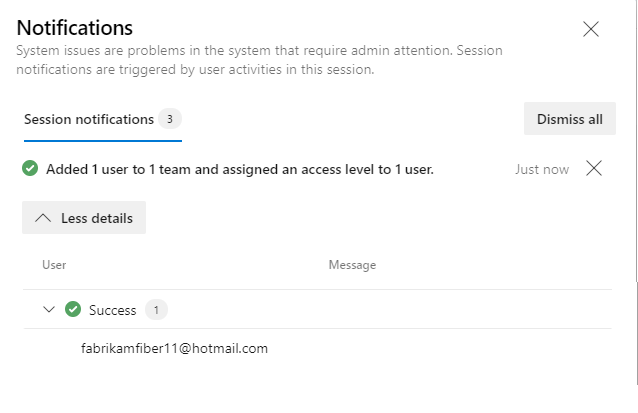 Notifications
System issues are problems in the system that require admin attention. Session
notifications are triggered by user activities in this session.
Session notifications 3
Dismiss all
Added 1 user to 1 team and assigned an access level to 1 user.
Just now
Less details
User Message
Success 1
fabrikamfiber11@hotmail.com